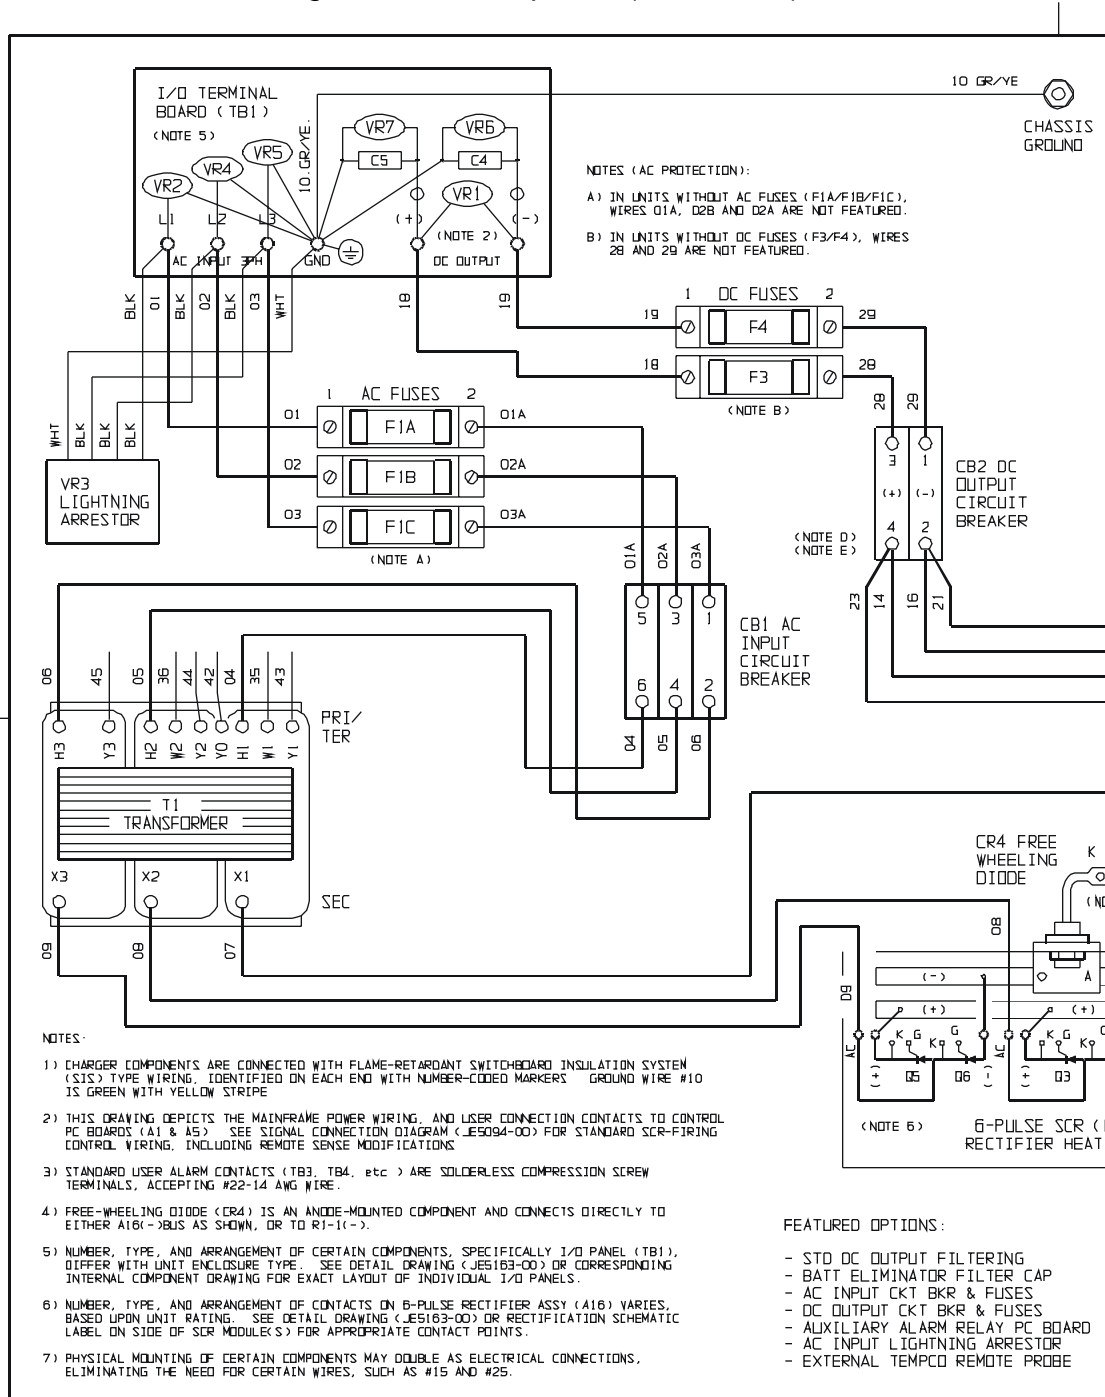 I/O TERMINAL
BOARD (TB1)
(NOTE 5)
VR2
VR4
VR5
VR7
VR6
C5
C4
VR1
10 GR/YE.
10 GR/YE
CHASSIS
GROUND
L1
L2
L3
(+)
(-)
(NOTE 2)
AC INPUT 3PH
GND
DC OUTPUT
NOTES (AC PROTECTION):
A) IN UNITS WITHOUT AC FUSES (F1A/F1B/F1C),
WIRES 01A, 02B AND 02A ARE NOT FEATURED.
B) IN UNITS WITHOUT DC FUSES (F3/F4), WIRES
28 AND 29 ARE NOT FEATURED.
BLK
01
BLK
02
BLK
03
WHT
18
19
1 DC FUSES 2
19
F4
29
18
F3
28
(NOTE B)
28
29
1 AC FUSES 2
01
F1A
01A
02
F1B
02A
03
F1C
03A
(NOTE A)
WHT
BLK
BLK
BLK
VR3
LIGHTNING
ARRESTOR
3
1
(+)
(-)
4
2
CB2 DC
OUTPUT
CIRCUIT
BREAKER
(NOTE D)
(NOTE E)
23
14
16
21
01A
02A
03A
5
3
1
6
4
2
CB1 AC
INPUT
CIRCUIT
BREAKER
04
05
06
06
45
05
36
44
42
04
35
43
H3
Y3
H2
W2
Y2
Y0
H1
W1
Y1
PRI/
TER
T1
TRANSFORMER
X3
X2
X1
SEC
09
08
07
CR4 FREE
WHEELING
DIODE
K
(NO
08
09
(-)
A
(+)
(+)
AC
K
G
K
G
AC
K
G
K
G
(+)
Q5
Q6
(-)
(+)
Q3
(NOTE 6)
6-PULSE SCR (
RECTIFIER HEAT
NOTES:
1) CHARGER COMPONENTS ARE CONNECTED WITH FLAME-RETARDANT SWITCHBOARD INSULATION SYSTEM
(SIS) TYPE WIRING, IDENTIFIED ON EACH END WITH NUMBER-CODED MARKERS GROUND WIRE #10
IS GREEN WITH YELLOW STRIPE
2) THIS DRAWING DEPICTS THE MAINFRAME POWER WIRING, AND USER CONNECTION CONTACTS TO CONTROL
PC BOARDS (A1 & A5) SEE SIGNAL CONNECTION DIAGRAM (JE5094-00) FOR STANDARD SCR-FIRING
CONTROL WIRING, INCLUDING REMOTE SENSE MODIFICATIONS
3) STANDARD USER ALARM CONTACTS (TB3, TB4, etc ) ARE SOLDERLESS COMPRESSION SCREW
TERMINALS, ACCEPTING #22-14 AWG WIRE.
4) FREE-WHEELING DIODE (CR4) IS AN ANODE-MOUNTED COMPONENT AND CONNECTS DIRECTLY TO
EITHER A16(-)BUS AS SHOWN, OR TO R1-1(-).
5) NUMBER, TYPE, AND ARRANGEMENT OF CERTAIN COMPONENTS, SPECIFICALLY I/O PANEL (TB1),
DIFFER WITH UNIT ENCLOSURE TYPE. SEE DETAIL DRAWING (JE5163-00) OR CORRESPONDING
INTERNAL COMPONENT DRAWING FOR EXACT LAYOUT OF INDIVIDUAL I/O PANELS.
6) NUMBER, TYPE, AND ARRANGEMENT OF CONTACTS ON 6-PULSE RECTIFIER ASSY (A16) VARIES,
BASED UPON UNIT RATING. SEE DETAIL DRAWING (JE5163-00) OR RECTIFICATION SCHEMATIC
LABEL ON SIDE OF SCR MODULE(S) FOR APPROPRIATE CONTACT POINTS.
7) PHYSICAL MOUNTING OF CERTAIN COMPONENTS MAY DOUBLE AS ELECTRICAL CONNECTIONS,
ELIMINATING THE NEED FOR CERTAIN WIRES, SUCH AS #15 AND #25.
FEATURED OPTIONS:
- STD DC OUTPUT FILTERING
- BATT ELIMINATOR FILTER CAP
- AC INPUT CKT BKR & FUSES
- DC OUTPUT CKT BKR & FUSES
- AUXILIARY ALARM RELAY PC BOARD
- AC INPUT LIGHTNING ARRESTOR
- EXTERNAL TEMPCO REMOTE PROBE